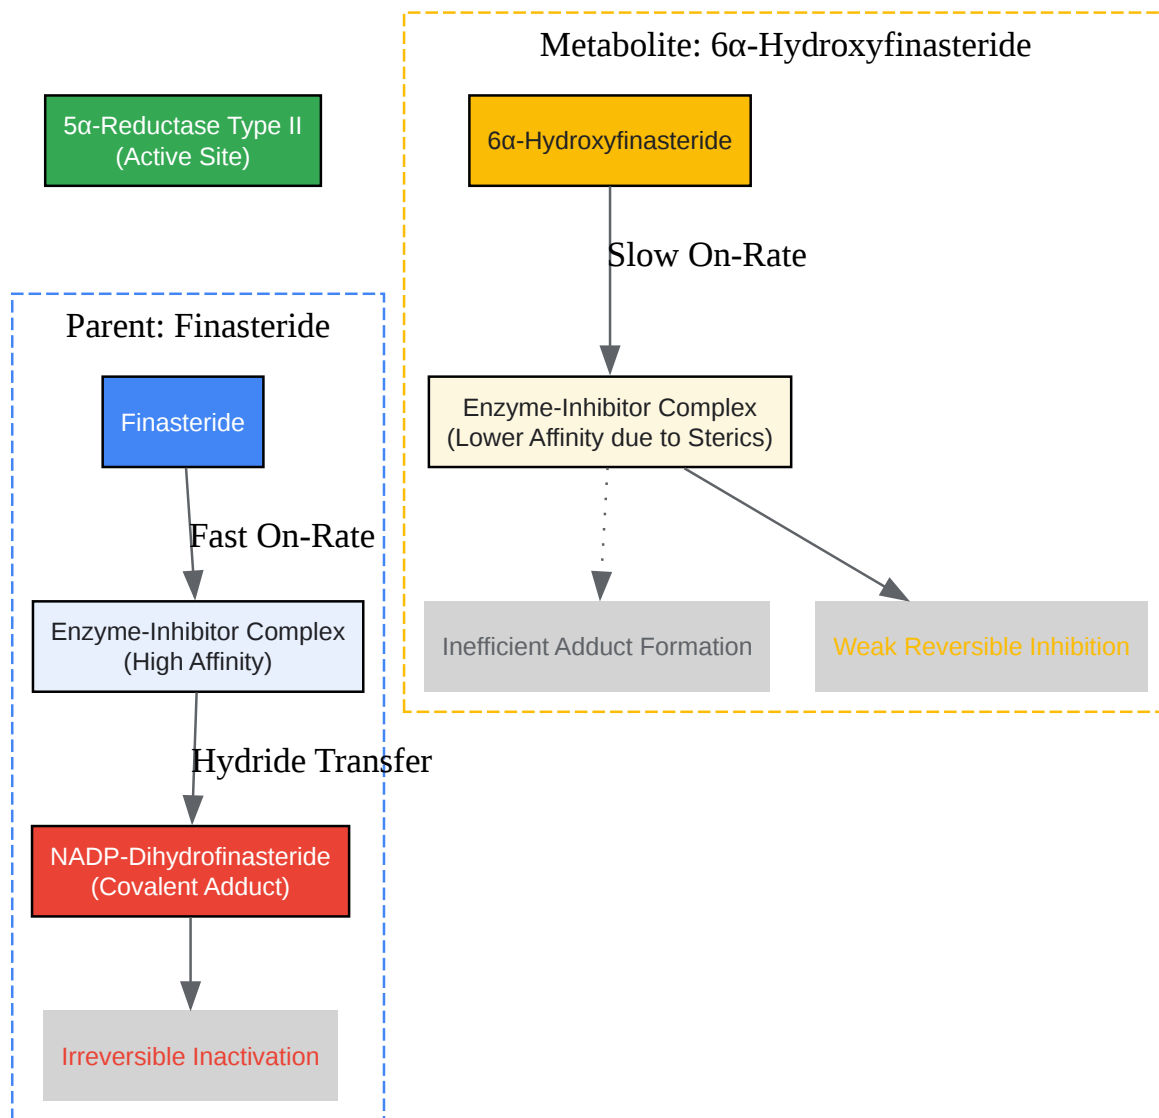 Metabolite: 6α-Hydroxyfinasteride
5α-Reductase Type II
(Active Site)
6α-Hydroxyfinasteride
Slow On-Rate
Parent: Finasteride
Finasteride
Enzyme-Inhibitor Complex
(Lower Affinity due to Sterics)
Fast On-Rate
Enzyme-Inhibitor Complex
(High Affinity)
Inefficient Adduct Formation
Weak Reversible Inhibition
Hydride Transfer
NADP-Dihydrofinasteride
(Covalent Adduct)
Irreversible Inactivation